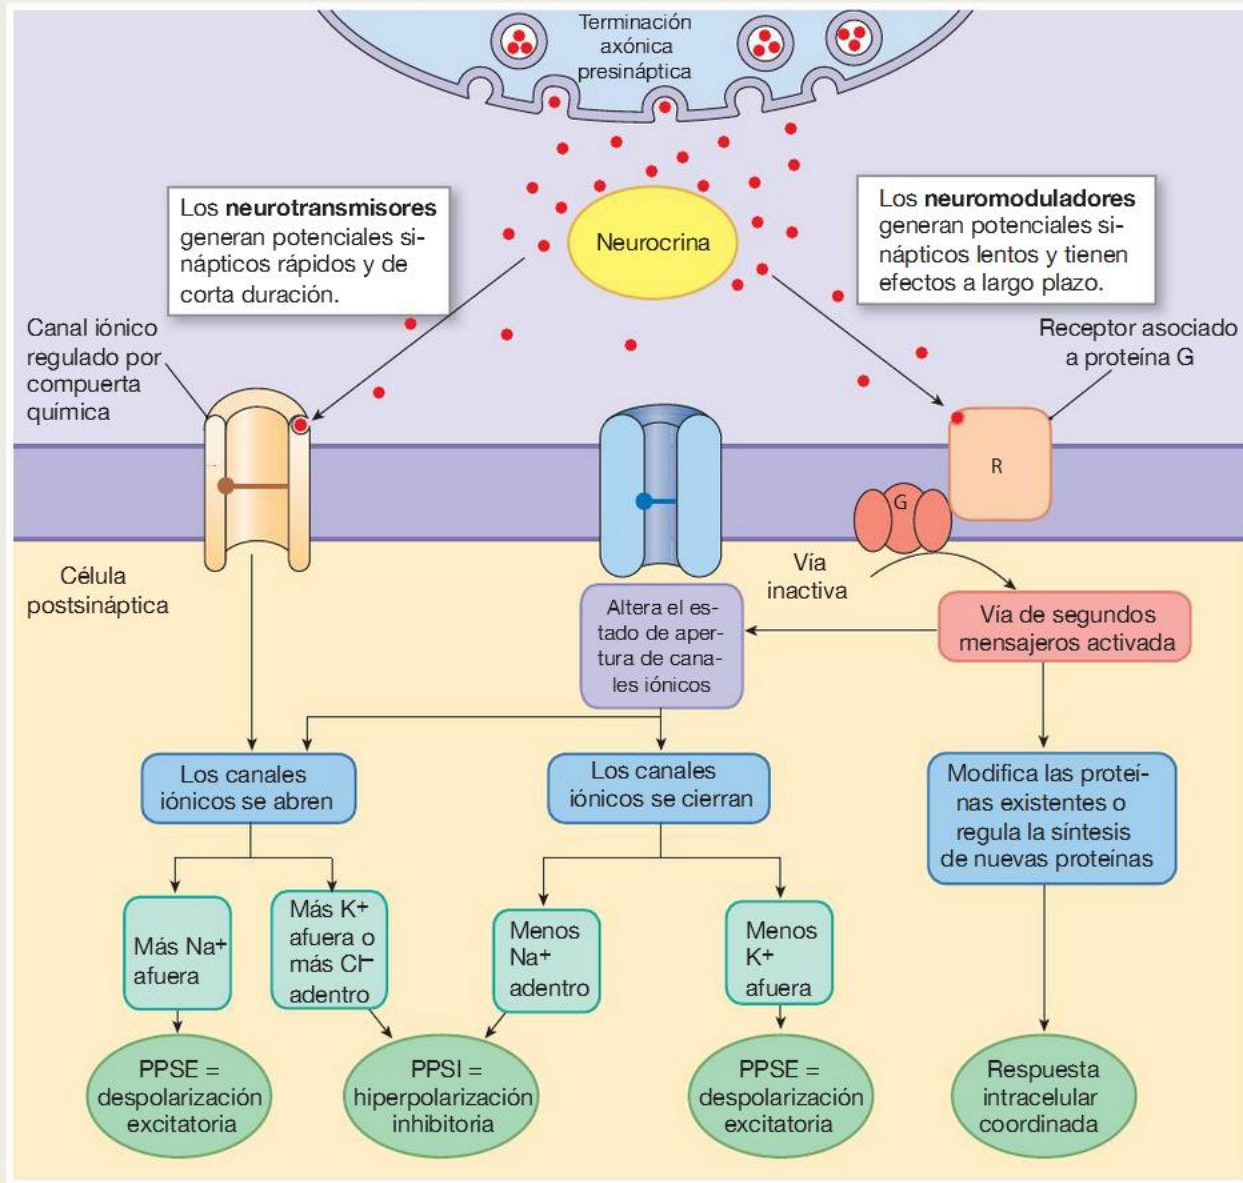 Terminación
axónica
presináptica
Los neurotransmisores
generan potenciales si-
nápticos rápidos y de
corta duración.
Neurocrina
Los neuromoduladores
generan potenciales si-
nápticos lentos y tienen
efectos a largo plazo.
Canal iónico
regulado por
compuerta
química
Receptor asociado
a proteína G
R
G
Célula
postsináptica
Vía
inactiva
Altera el es-
tado de aper-
tura de cana-
les iónicos
Vía de segundos
mensajeros activada
Los canales
iónicos se abren
Los canales
iónicos se cierran
Modifica las proteí-
nas existentes o
regula la síntesis
de nuevas proteínas
Más Na+
afuera
Más K+
afuera o
más Cl–
adentro
Menos
Na+
adentro
Menos
K+
afuera
PPSE =
despolarización
excitatoria
PPSI =
hiperpolarización
inhibitoria
PPSE =
despolarización
excitatoria
Respuesta
intracelular
coordinada